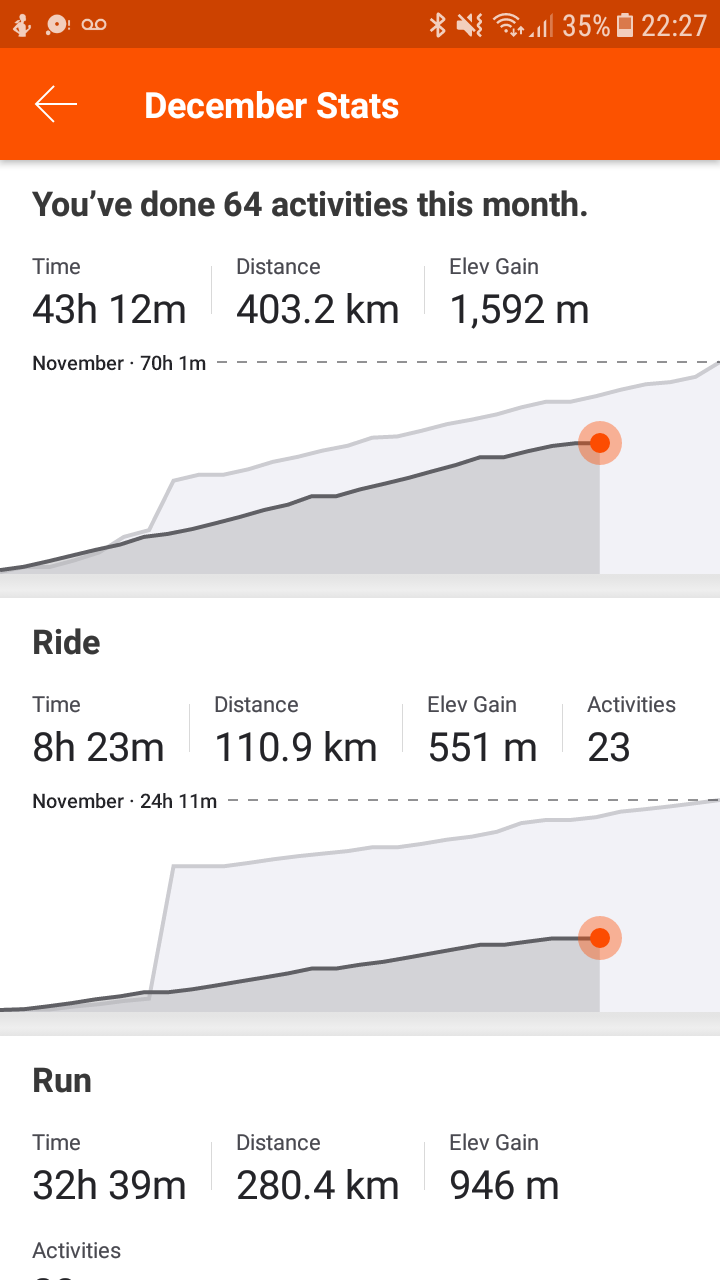 35% 22:27
December Stats
You've done 64 activities this month.
Time Distance Elev Gain
43h 12m 403.2 km 1,592 m
November · 70h 1m
Ride
Time Distance Elev Gain Activities
8h 23m 110.9 km 551 m 23
November · 24h 11m
Run
Time Distance Elev Gain
32h 39m 280.4 km 946 m
Activities